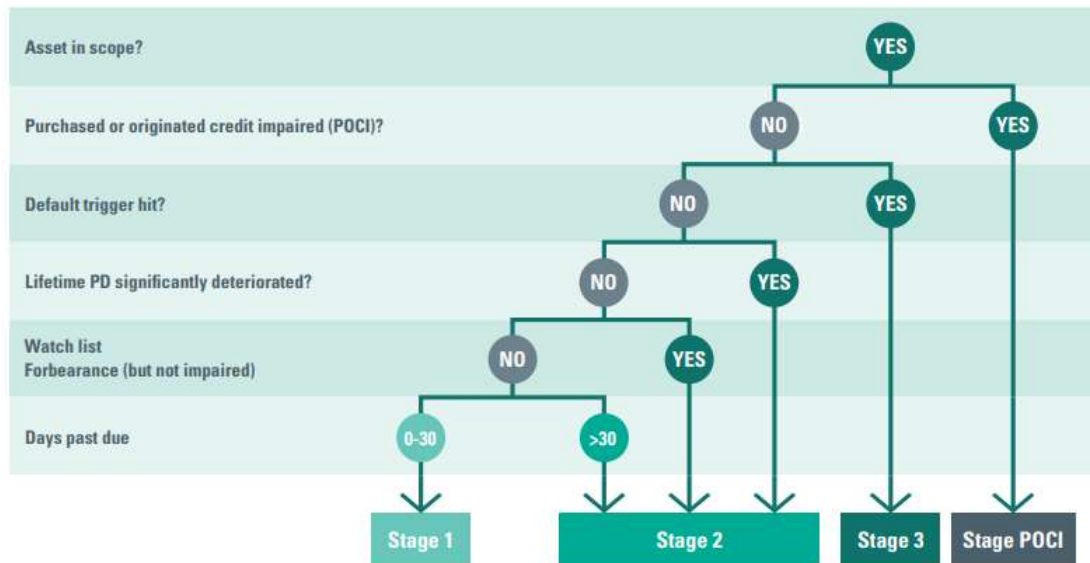 Asset in scope?
YES
Purchased or originated credit impaired (POCI)?
NO
YES
Default trigger hit?
NO
YES
Lifetime PD significantly deteriorated?
NO
YES
Watch list
Forbearance (but not impaired)
NO
YES
Days past due
0-30
>30
Stage 1
Stage 2
Stage 3
Stage POCI